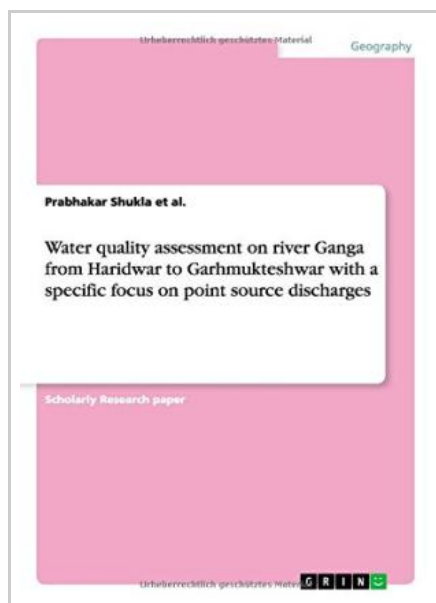 Urheberrechtlich geschütztes Material
Geography
Prabhakar Shukla et al.
Water quality assessment on river Ganga
from Haridwar to Garhmukteshwar with a
specific focus on point source discharges
Scholarly Research paper
Urheberrechtlich geschütztes Mater
GRIN